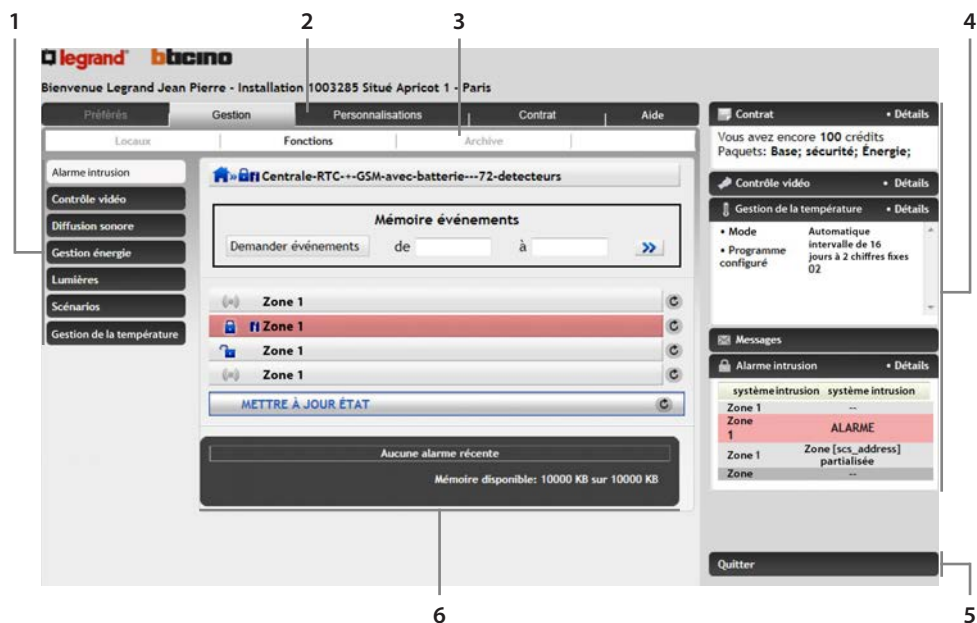 1 2 3 4
legrand bticino
Bienvenue Legrand Jean Pierre - Installation 1003285 Situé Apricot 1 - Paris
Préférés Gestion Personnalisations Contrat Aide
Locaux Fonctions Archive
Alarme intrusion
Contrôle vidéo
Diffusion sonore
Gestion énergie
Lumières
Scénarios
Gestion de la température
» Centrale-RTC-+-GSM-avec-batterie---72-detecteurs
Mémoire événements
Demander événements de à »
Zone 1
Zone 1
Zone 1
Zone 1
METTRE À JOUR ÉTAT
Aucune alarme récente
Mémoire disponible: 10000 KB sur 10000 KB
Contrat • Détails
Vous avez encore 100 crédits
Paquets: Base; sécurité; Énergie;
Contrôle vidéo • Détails
Gestion de la température • Détails
• Mode Automatique
intervalle de 16
jours à 2 chiffres fixes
02
• Programme
configuré
Messages
Alarme intrusion • Détails
système intrusion système intrusion
Zone 1 --
Zone
1 ALARME
Zone 1 Zone [scs_address]
partialisée
Zone --
Quitter
6 5